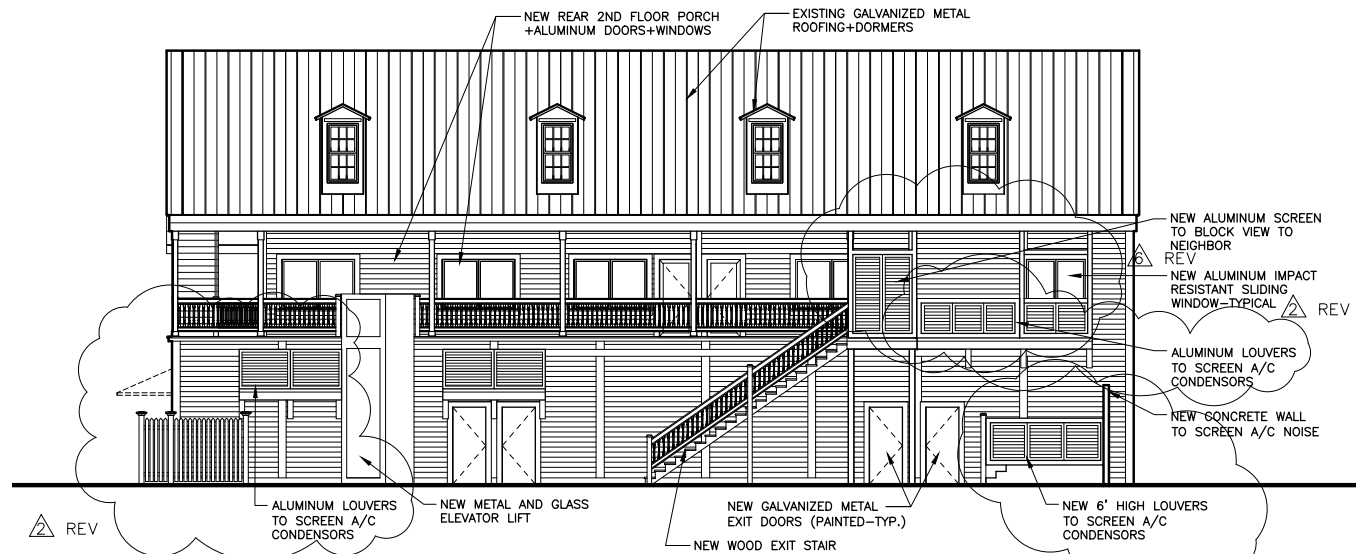 NEW REAR 2ND FLOOR PORCH
+ALUMINUM DOORS+WINDOWS
EXISTING GALVANIZED METAL
ROOFING+DORMERS
NEW ALUMINUM SCREEN
TO BLOCK VIEW TO
NEIGHBOR
6 REV
NEW ALUMINUM IMPACT
RESISTANT SLIDING
WINDOW-TYPICAL
2 REV
ALUMINUM LOUVERS
TO SCREEN A/C
CONDENSORS
NEW CONCRETE WALL
TO SCREEN A/C NOISE
2 REV
ALUMINUM LOUVERS
TO SCREEN A/C
CONDENSORS
NEW METAL AND GLASS
ELEVATOR LIFT
NEW WOOD EXIT STAIR
NEW GALVANIZED METAL
EXIT DOORS (PAINTED-TYP.)
NEW 6' HIGH LOUVERS
TO SCREEN A/C
CONDENSORS